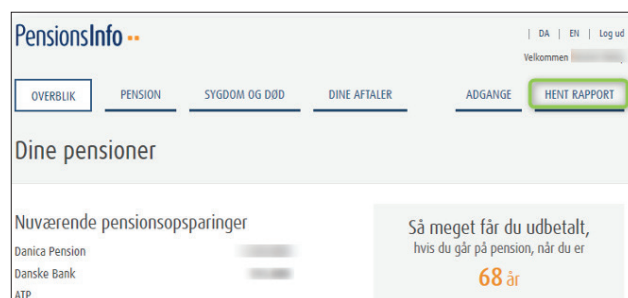 PensionsInfo
| DA | EN | Log ud
Velkommen
OVERBLIK PENSION SYGDOM OG DØD DINE AFTALER ADGANGE HENT RAPPORT
Dine pensioner
Nuværende pensionsopsparinger
Danica Pension
Danske Bank
ATP
Så meget får du udbetalt,
hvis du går på pension, når du er
68 år